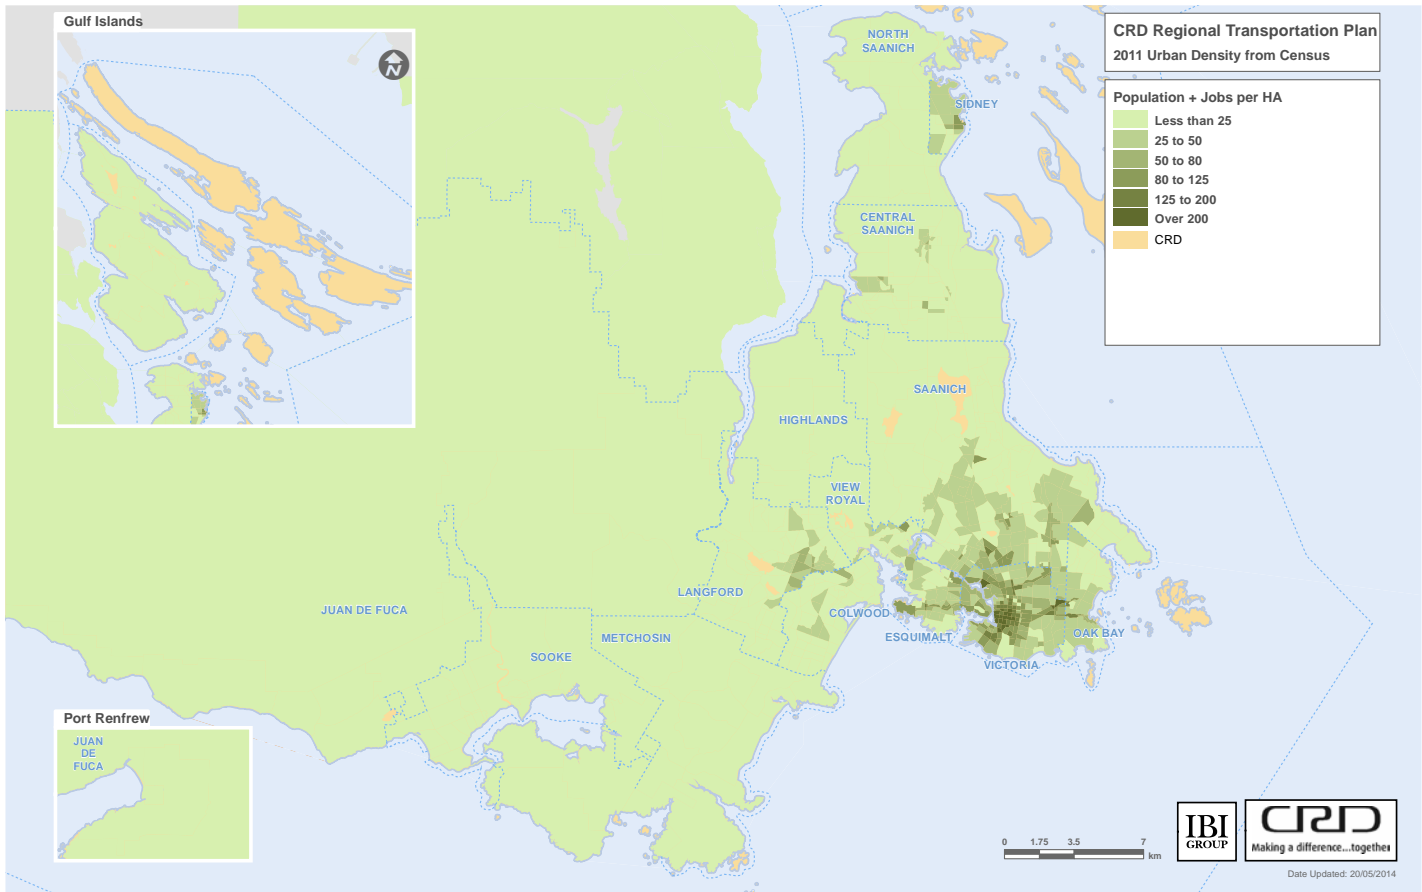 Gulf Islands
N
CRD Regional Transportation Plan
2011 Urban Density from Census
Population + Jobs per HA
Less than 25
25 to 50
50 to 80
80 to 125
125 to 200
Over 200
CRD
NORTH
SAANICH
SIDNEY
CENTRAL
SAANICH
SAANICH
HIGHLANDS
VIEW
ROYAL
LANGFORD
COLWOOD
JUAN DE FUCA
METCHOSIN
ESQUIMALT
OAK BAY
SOOKE
VICTORIA
Port Renfrew
JUAN
DE
FUCA
0 1.75 3.5 7
km
IBI
GROUP
CRD
Making a difference...together
Date Updated: 20/05/2014